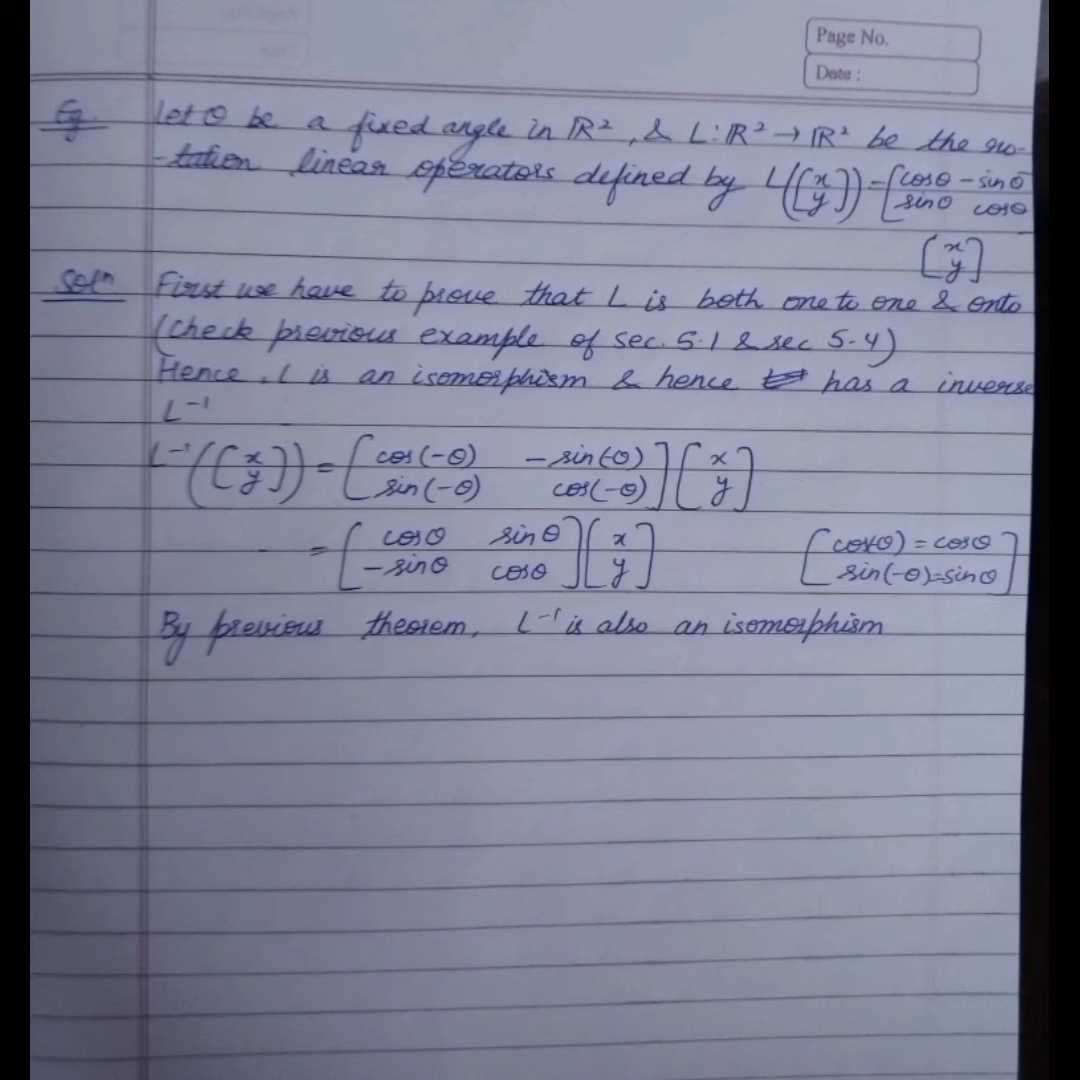 Page No.
Date :
Eg. Let θ be a fixed angle in ℝ², & L: ℝ² → ℝ² be the ro-
-tation linear operators defined by L([x y]) = [cosθ -sinθ
sinθ cosθ
[x y]
Solⁿ First we have to prove that L is both one to one & onto
(Check previous example of sec. 5.1 & sec 5.4)
Hence, L is an isomorphism & hence has a inverse
L⁻¹
L⁻¹([x y]) = [cos(-θ) -sin(-θ) sin(-θ) cos(-θ)] [x y]
= [cosθ sinθ -sinθ cosθ] [x y] [cos(-θ) = cosθ sin(-θ)=-sinθ]
By previous theorem, L⁻¹ is also an isomorphism